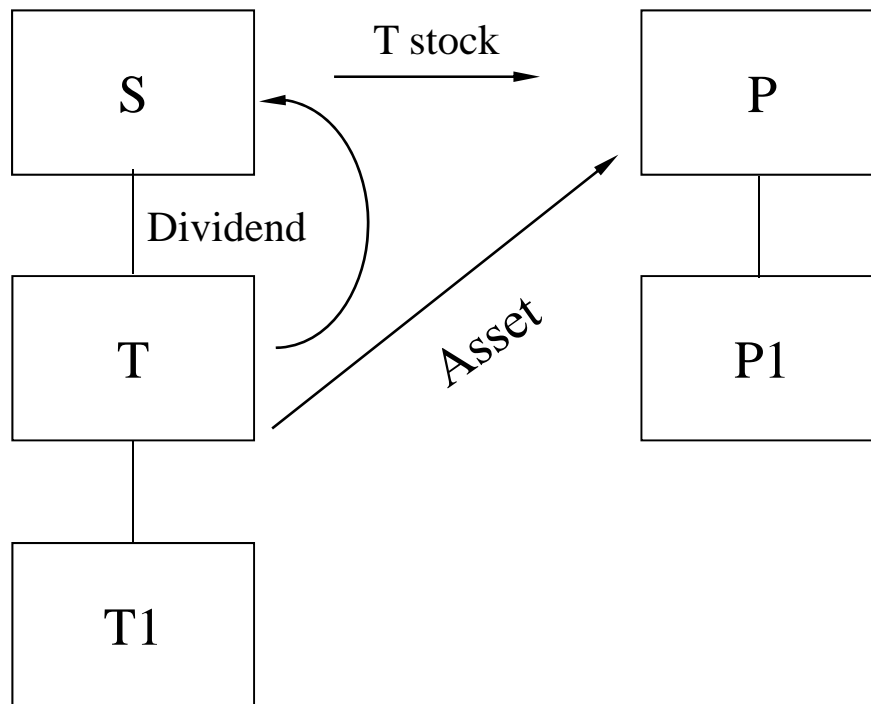 T stock
S
P
Dividend
Asset
T
P1
T1